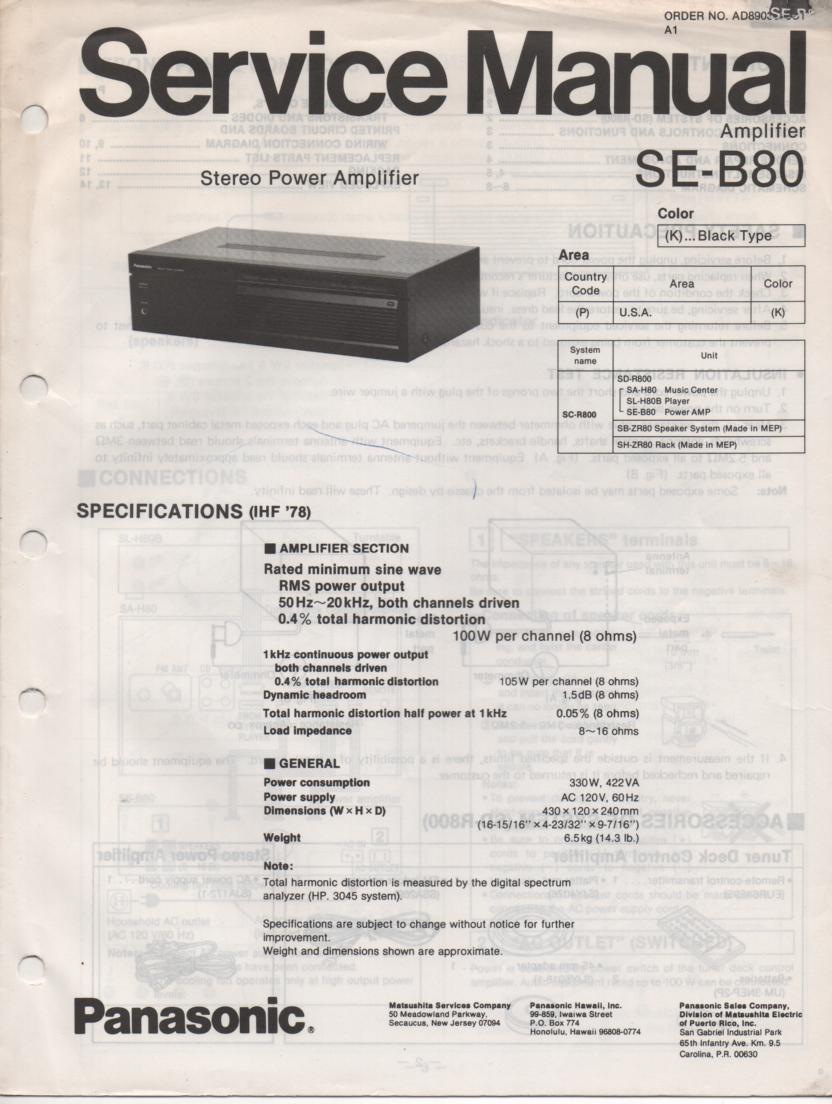 ORDER NO. AD8903
SE-B
A1
Service Manual
Amplifier
Stereo Power Amplifier
SE-B80
Color
(K)...Black Type
Area
Country Code Area Color
(P) U.S.A. (K)
System name Unit
SC-R800
SD-R800
SA-H80 Music Center
SL-H80B Player
SE-B80 Power AMP
SB-ZR80 Speaker System (Made in MEP)
SH-ZR80 Rack (Made in MEP)
SPECIFICATIONS (IHF '78)
■ AMPLIFIER SECTION
Rated minimum sine wave
RMS power output
50Hz~20kHz, both channels driven
0.4% total harmonic distortion
100W per channel (8 ohms)
1kHz continuous power output
both channels driven
0.4% total harmonic distortion 105W per channel (8 ohms)
Dynamic headroom 1.5dB (8 ohms)
Total harmonic distortion half power at 1kHz 0.05% (8 ohms)
Load impedance 8~16 ohms
■ GENERAL
Power consumption 330W, 422VA
Power supply AC 120V, 60Hz
Dimensions (W×H×D) 430×120×240mm
(16-15/16"×4-23/32"×9-7/16")
Weight 6.5kg (14.3 lb.)
Note:
Total harmonic distortion is measured by the digital spectrum
analyzer (HP. 3045 system).
Specifications are subject to change without notice for further
improvement.
Weight and dimensions shown are approximate.
Panasonic®
Matsushita Services Company
50 Meadowland Parkway,
Secaucus, New Jersey 07094
Panasonic Hawaii, Inc.
99-859, Iwaiwa Street
P.O. Box 774
Honolulu, Hawaii 96808-0774
Panasonic Sales Company,
Division of Matsushita Electric
of Puerto Rico, Inc.
San Gabriel Industrial Park
65th Infantry Ave. Km. 9.5
Carolina, P.R. 00630